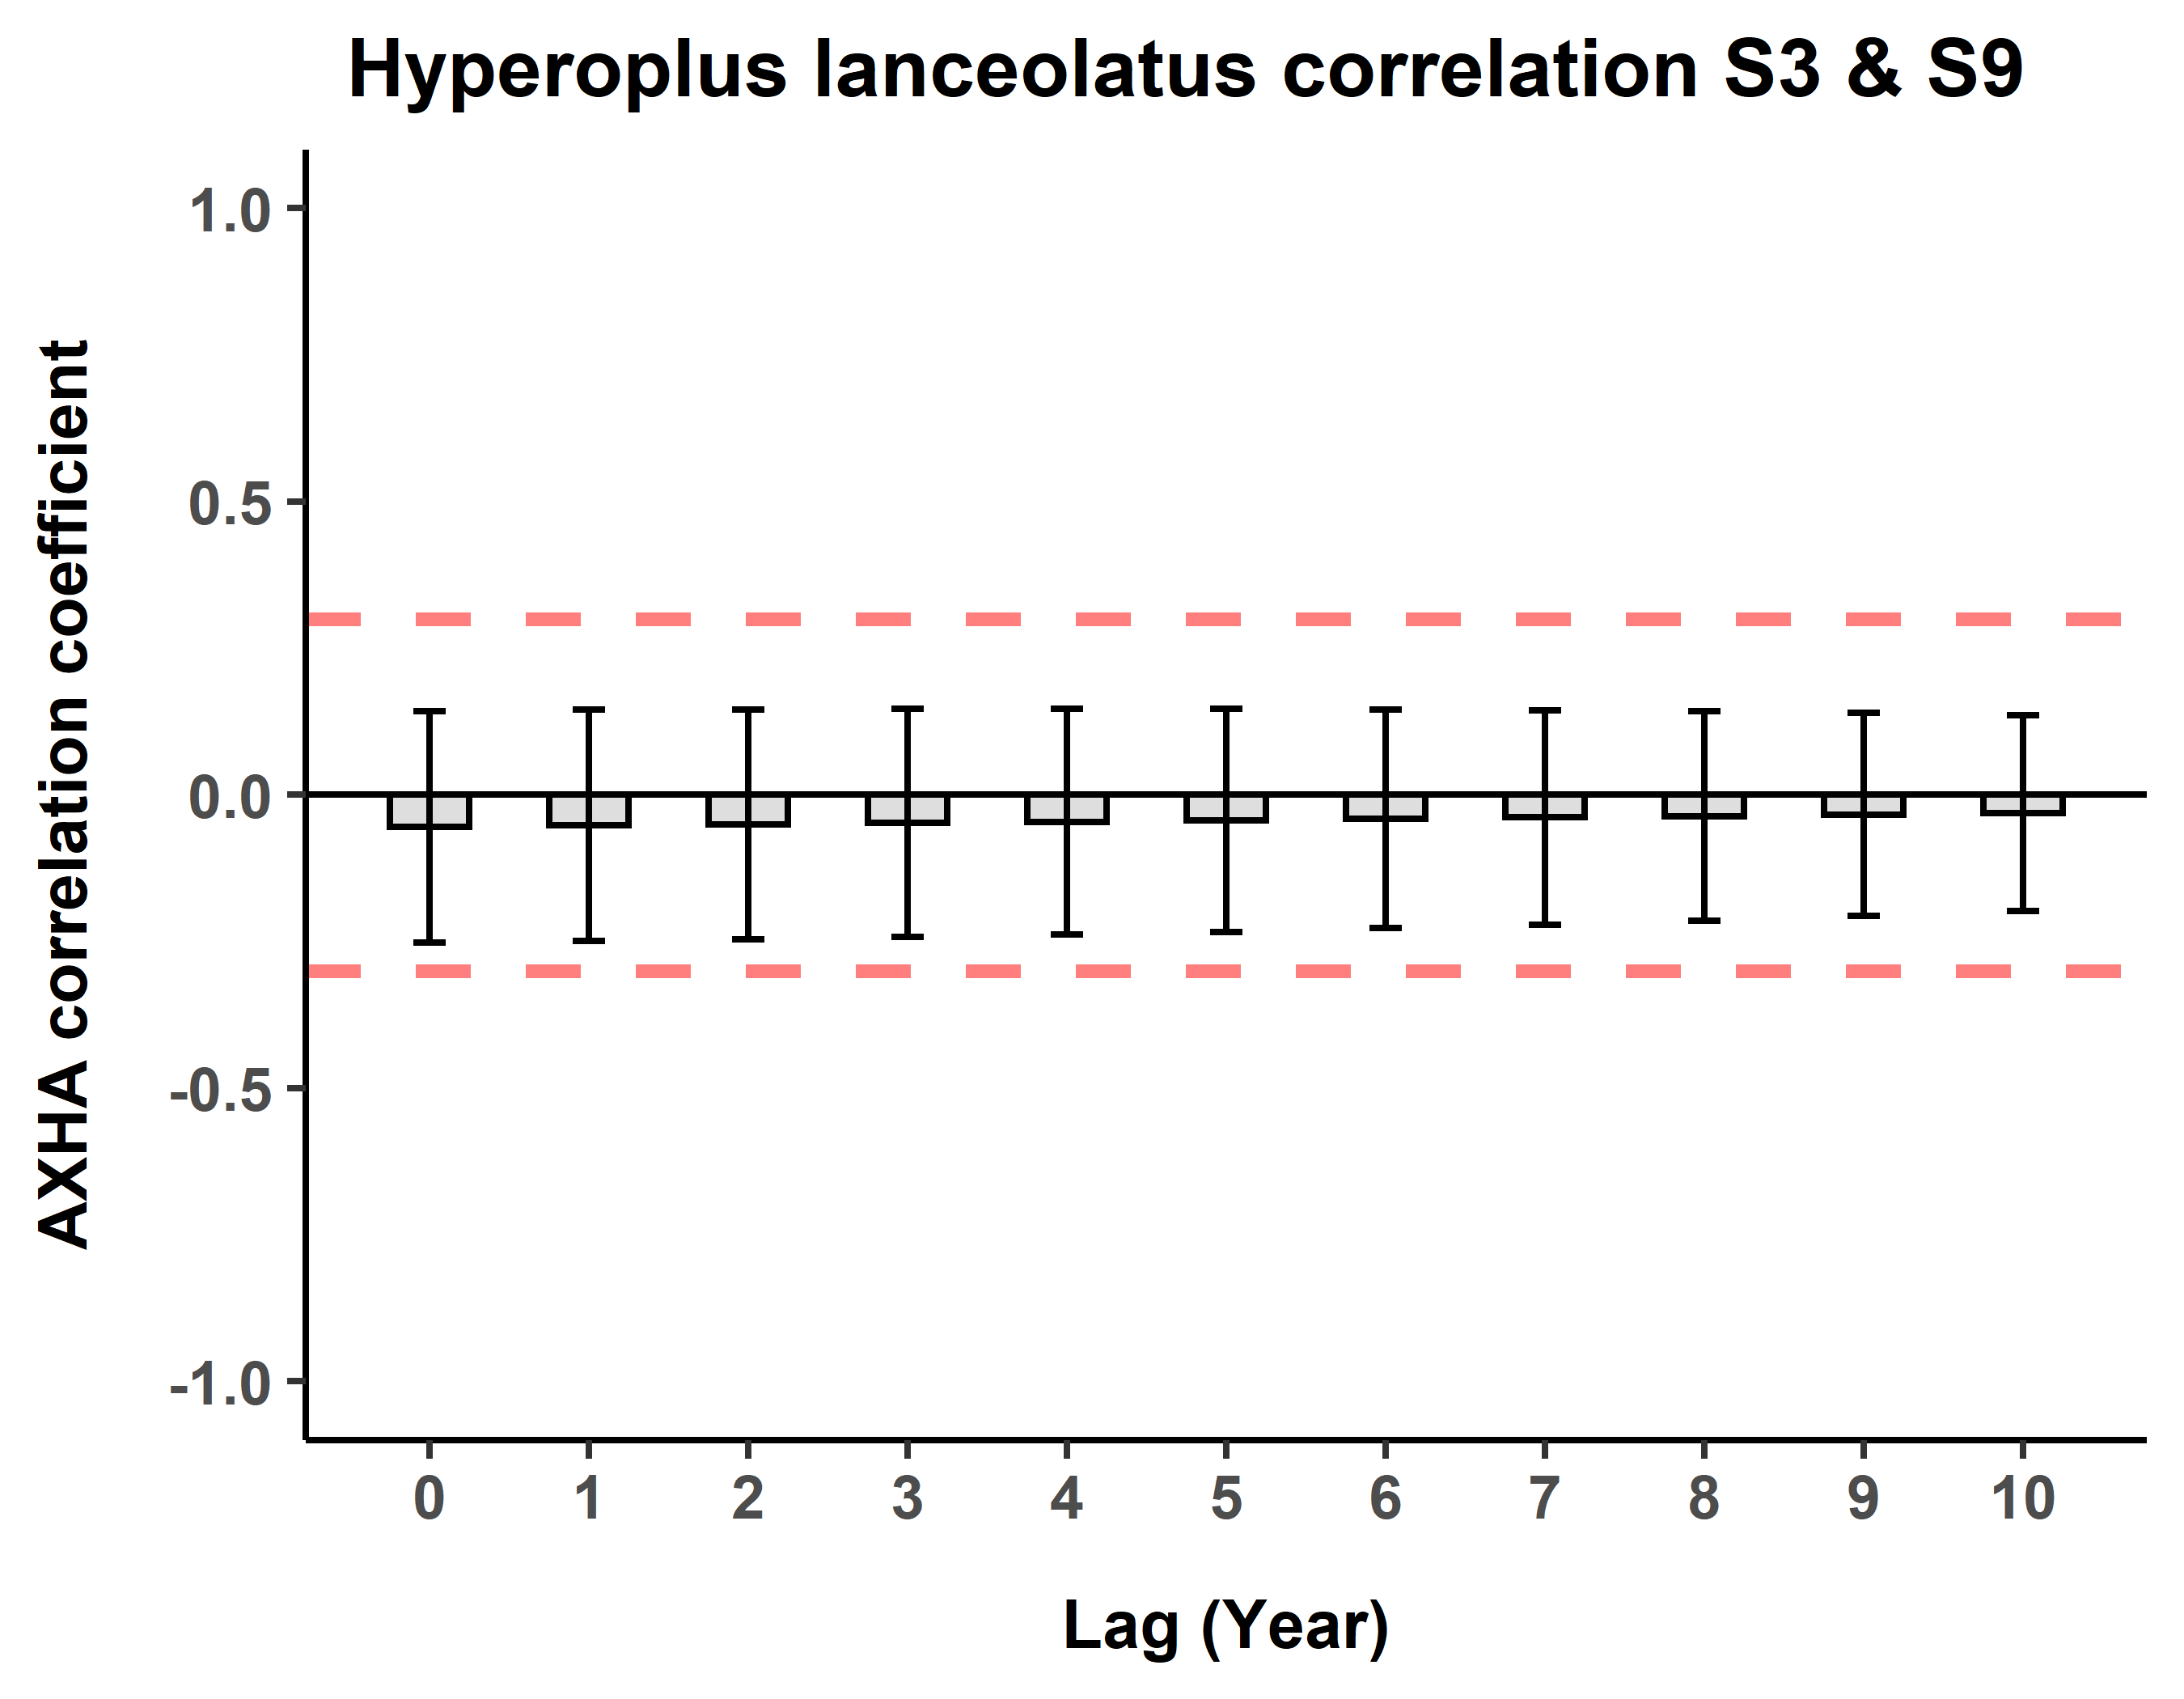 Hyperoplus lanceolatus correlation S3 & S9
AXHA correlation coefficient
1.0
0.5
0.0
-0.5
-1.0
0 1 2 3 4 5 6 7 8 9 10
Lag (Year)